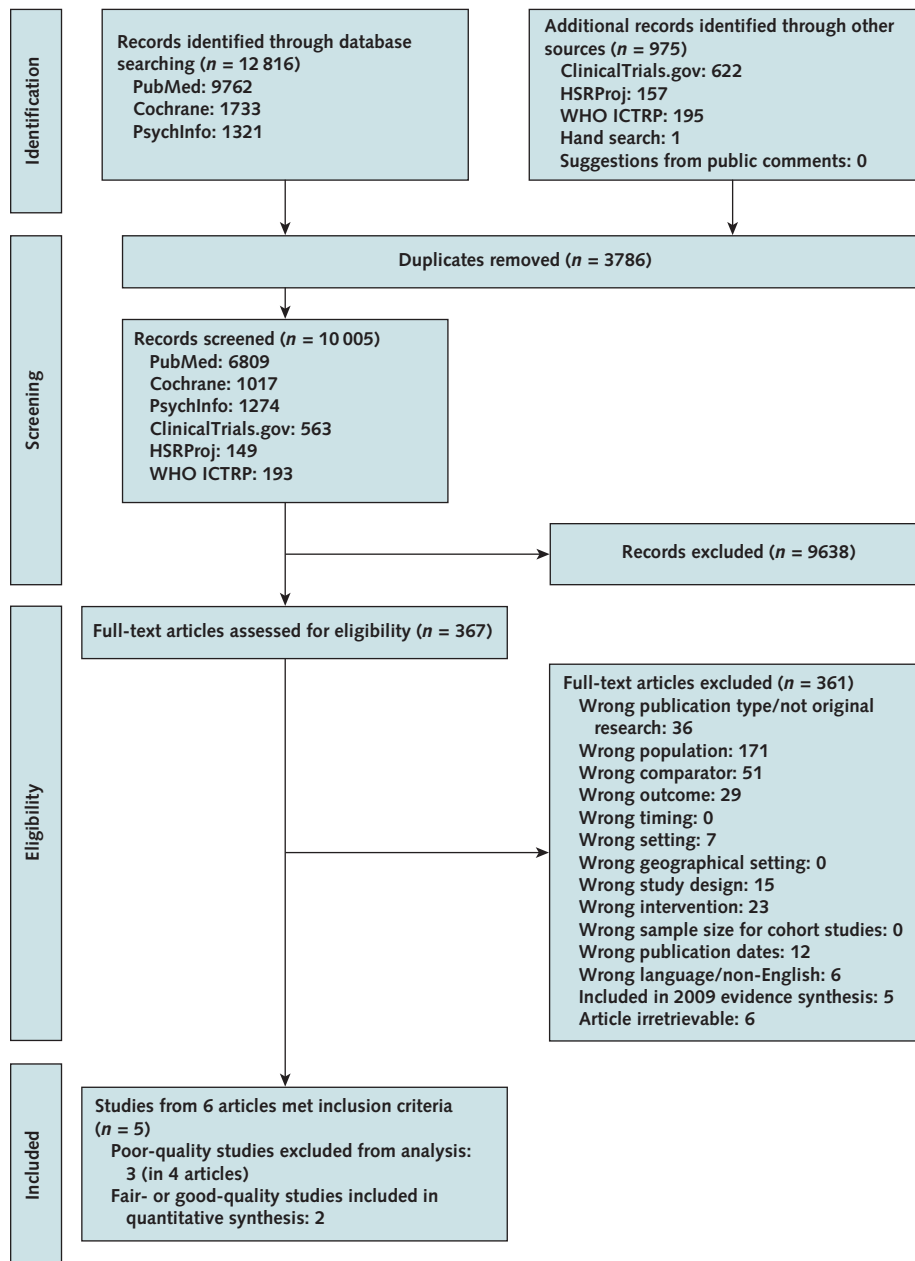 Identification
Records identified through database
searching (n = 12 816)
PubMed: 9762
Cochrane: 1733
PsychInfo: 1321
Additional records identified through other
sources (n = 975)
ClinicalTrials.gov: 622
HSRProj: 157
WHO ICTRP: 195
Hand search: 1
Suggestions from public comments: 0
Screening
Duplicates removed (n = 3786)
Records screened (n = 10 005)
PubMed: 6809
Cochrane: 1017
PsychInfo: 1274
ClinicalTrials.gov: 563
HSRProj: 149
WHO ICTRP: 193
Records excluded (n = 9638)
Eligibility
Full-text articles assessed for eligibility (n = 367)
Full-text articles excluded (n = 361)
Wrong publication type/not original
research: 36
Wrong population: 171
Wrong comparator: 51
Wrong outcome: 29
Wrong timing: 0
Wrong setting: 7
Wrong geographical setting: 0
Wrong study design: 15
Wrong intervention: 23
Wrong sample size for cohort studies: 0
Wrong publication dates: 12
Wrong language/non-English: 6
Included in 2009 evidence synthesis: 5
Article irretrievable: 6
Included
Studies from 6 articles met inclusion criteria
(n = 5)
Poor-quality studies excluded from analysis:
3 (in 4 articles)
Fair- or good-quality studies included in
quantitative synthesis: 2